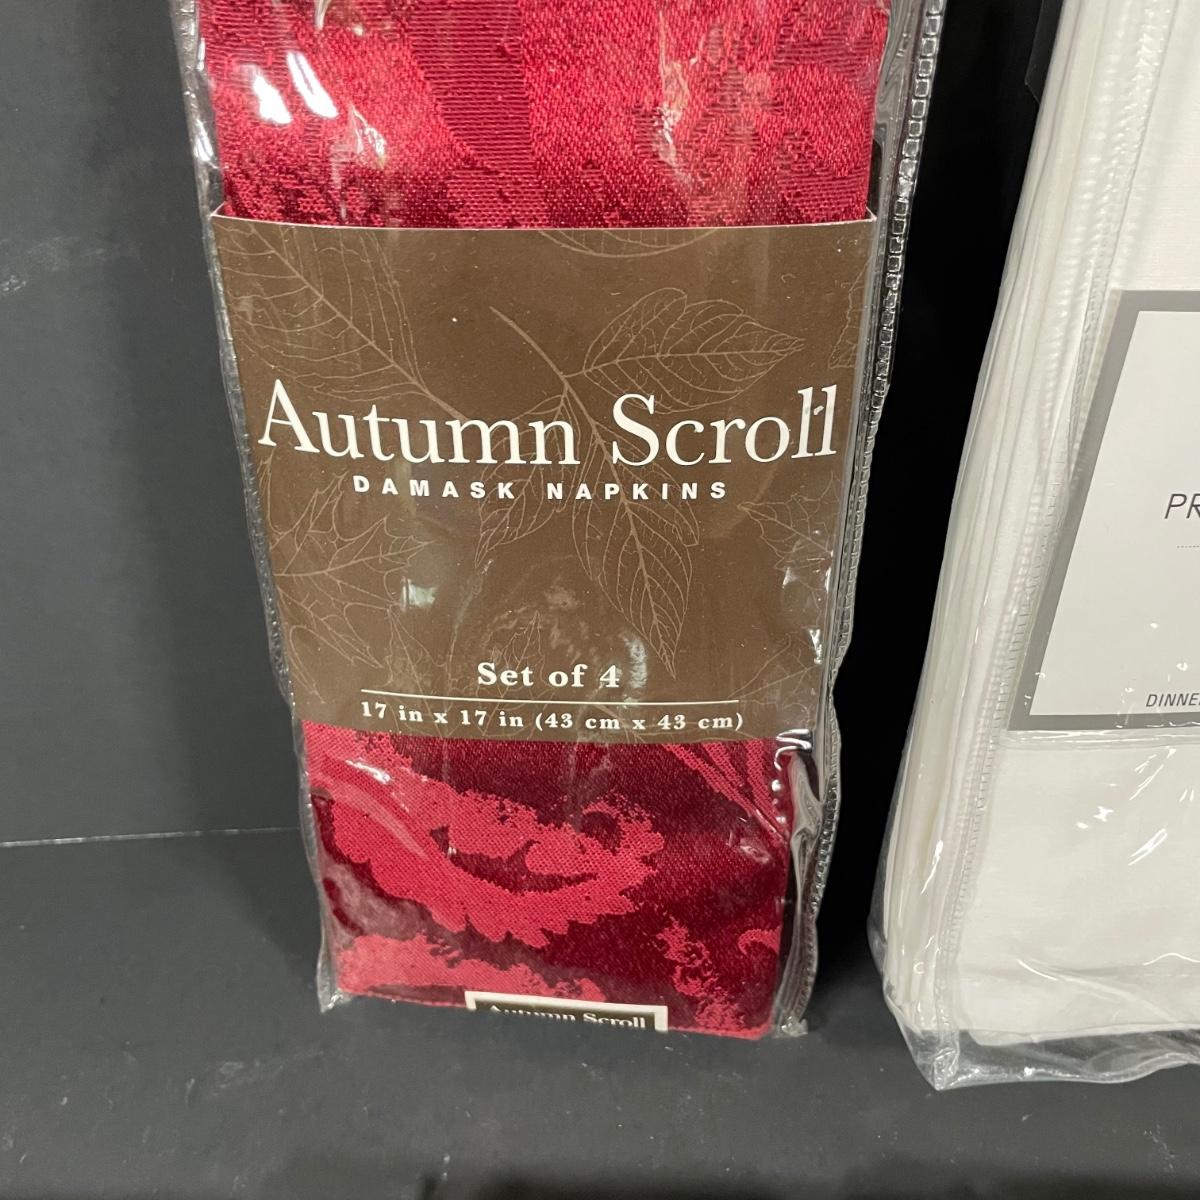 Autumn Scroll
DAMASK NAPKINS
Set of 4
17 in x 17 in (43 cm x 43 cm)
Autumn Scroll